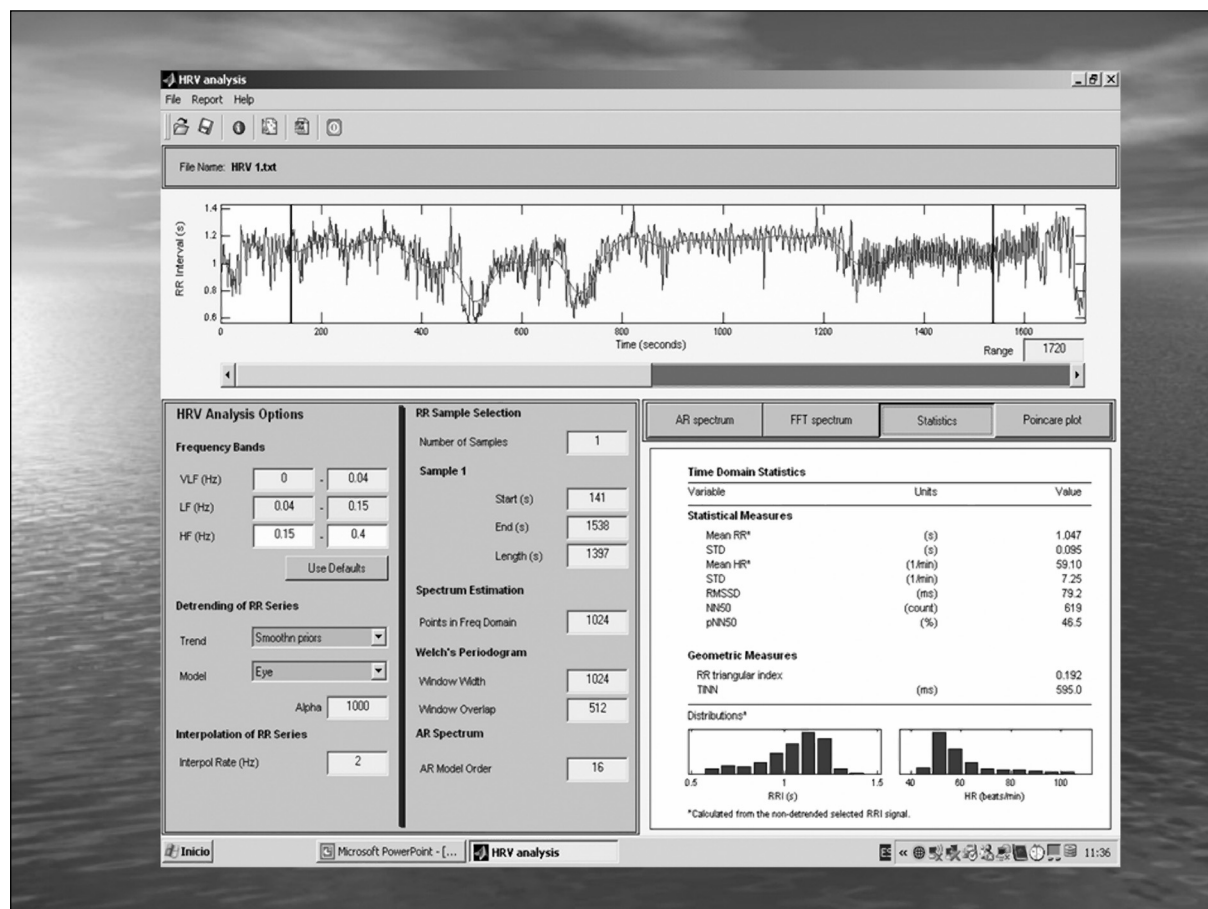 HRV analysis
File Report Help
File Name: HRV 1.txt
RR Interval (s)
1.4
1.2
1
0.8
0.6
0 200 400 600 800 1000 1200 1400 1600
Time (seconds)
Range 1720
HRV Analysis Options
Frequency Bands
VLF (Hz) 0 - 0.04
LF (Hz) 0.04 - 0.15
HF (Hz) 0.15 - 0.4
Use Defaults
Detrending of RR Series
Trend Smoothn priors
Model Eye
Alpha 1000
Interpolation of RR Series
Interpol Rate (Hz) 2
RR Sample Selection
Number of Samples 1
Sample 1
Start (s) 141
End (s) 1538
Length (s) 1397
Spectrum Estimation
Points in Freq Domain 1024
Welch's Periodogram
Window Width 1024
Window Overlap 512
AR Spectrum
AR Model Order 16
AR spectrum FFT spectrum Statistics Poincare plot
Time Domain Statistics
Variable Units Value
Statistical Measures
Mean RR* (s) 1.047
STD (s) 0.095
Mean HR* (1/min) 59.10
STD (1/min) 7.25
RMSSD (ms) 79.2
NN50 (count) 619
pNN50 (%) 46.5
Geometric Measures
RR triangular index 0.192
TINN (ms) 595.0
Distributions*
0.5 1 1.5 40 60 80 100
RRI (s) HR (beats/min)
*Calculated from the non-detrended selected RRI signal.
Inicio Microsoft PowerPoint - [... HRV analysis ES « 11:36